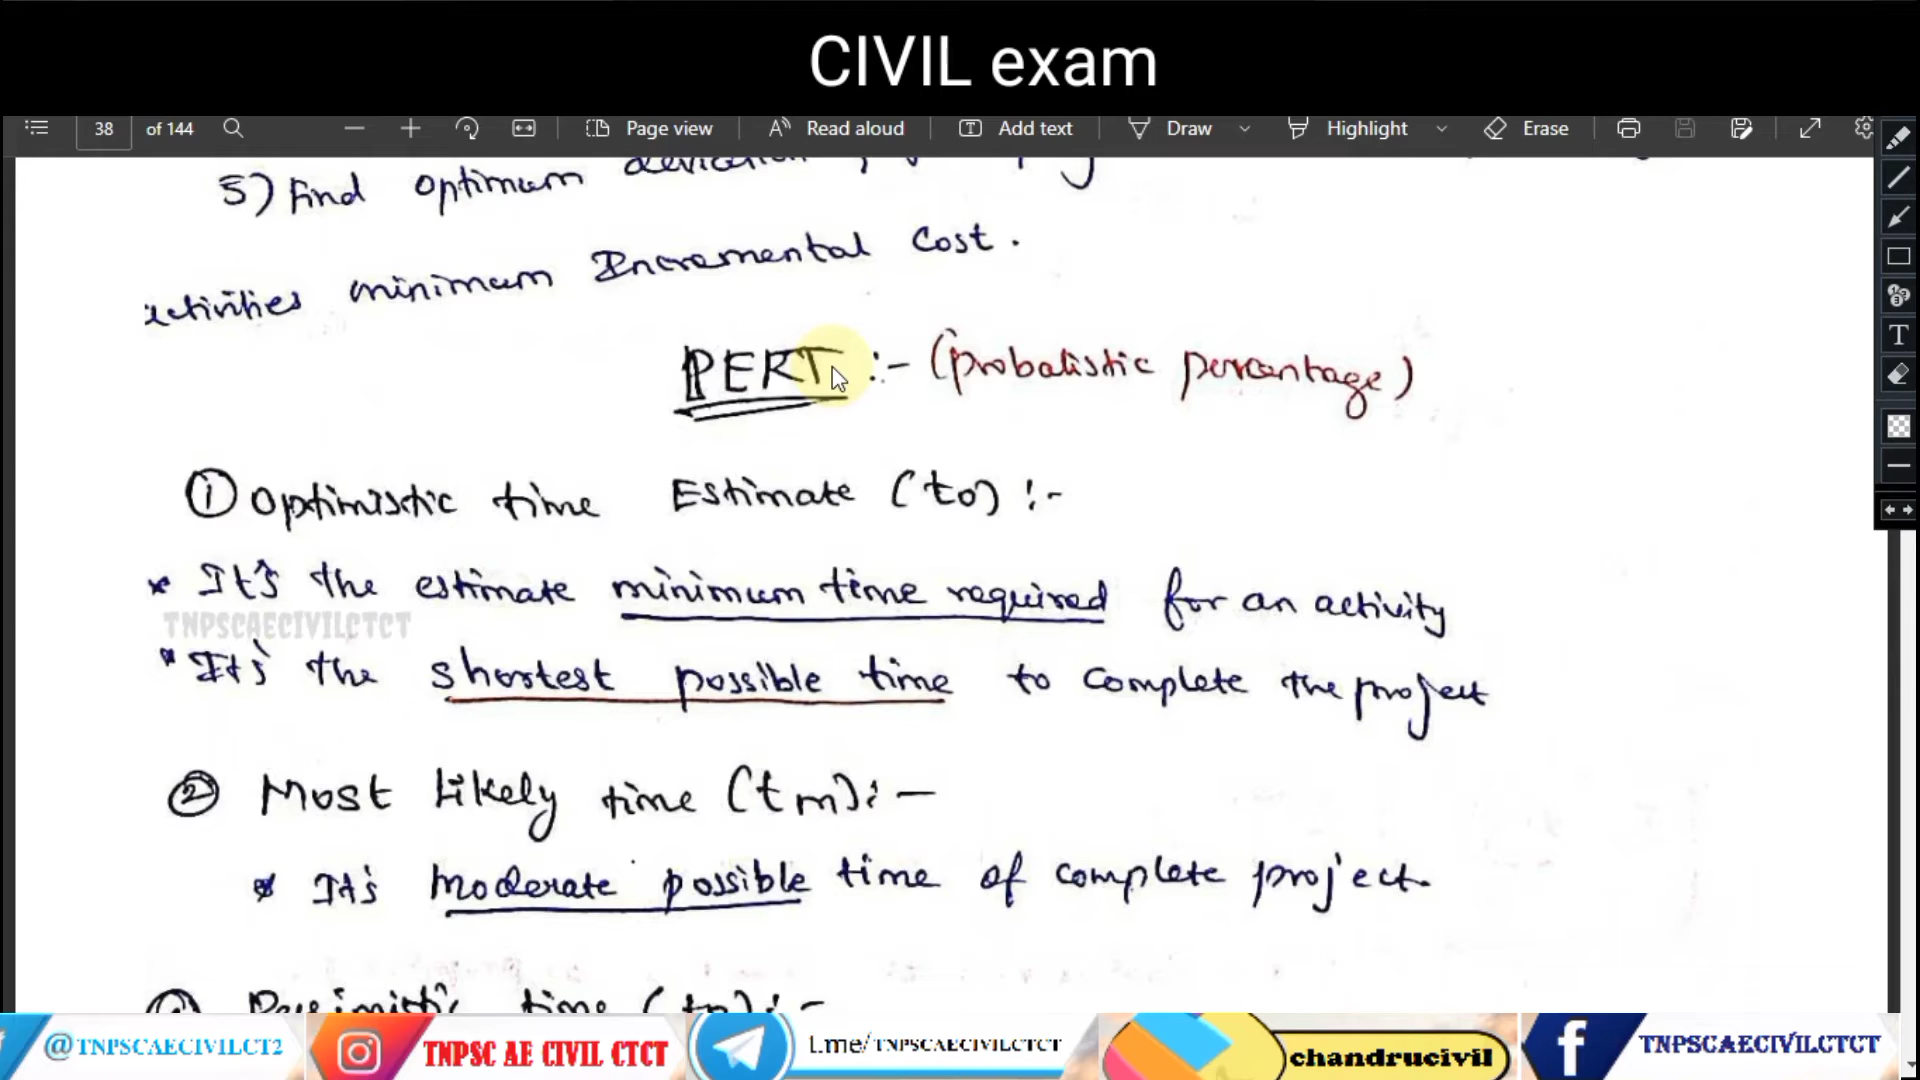 CIVIL exam
38 of 144 Page view Read aloud Add text Draw Highlight Erase
5) Find Optimum
activities minimum Incremental Cost.
PERT :- (probalistic percentage)
① Optimistic time Estimate (to) :-
* It's the estimate minimum time required for an activity
TNPSCAECIVILCTCT
* It's the shortest possible time to complete the project
② Most likely time (tm) :-
* It's moderate possible time of complete project.
time (tp) :-
@TNPSCAECIVILCT2 TNPSC AE CIVIL CTCT t.me/TNPSCAECIVILCTCT chandrucivil TNPSCAECIVILCTCT